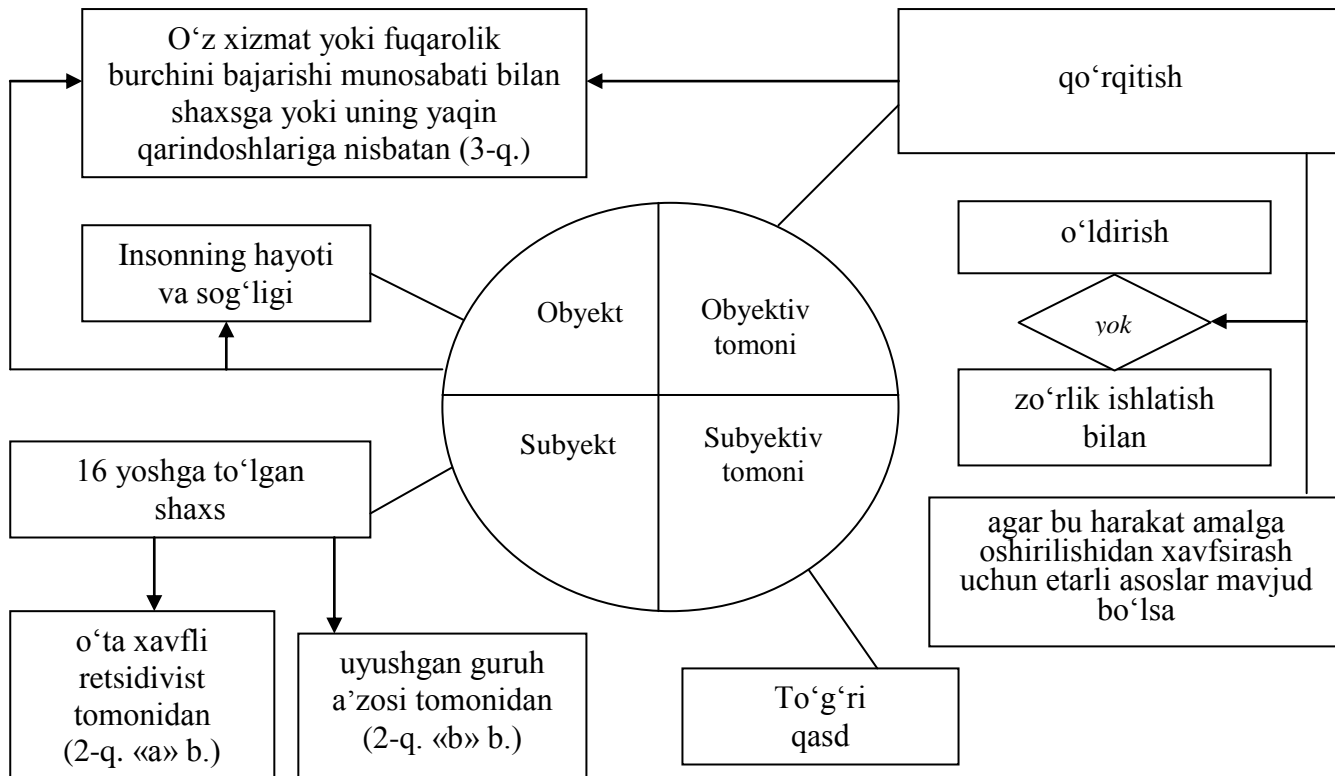 O‘z xizmat yoki fuqarolik
burchini bajarishi munosabati bilan
shaxsga yoki uning yaqin
qarindoshlariga nisbatan (3-q.)
qo‘rqitish
Insonning hayoti
va sog‘ligi
o‘ldirish
Obyekt
Obyektiv
tomoni
yok
zo‘rlik ishlatish
bilan
Subyekt
Subyektiv
tomoni
16 yoshga to‘lgan
shaxs
agar bu harakat amalga
oshirilishidan xavfsirash
uchun etarli asoslar mavjud
bo‘lsa
o‘ta xavfli
retsidivist
tomonidan
(2-q. «a» b.)
uyushgan guruh
a’zosi tomonidan
(2-q. «b» b.)
To‘g‘ri
qasd